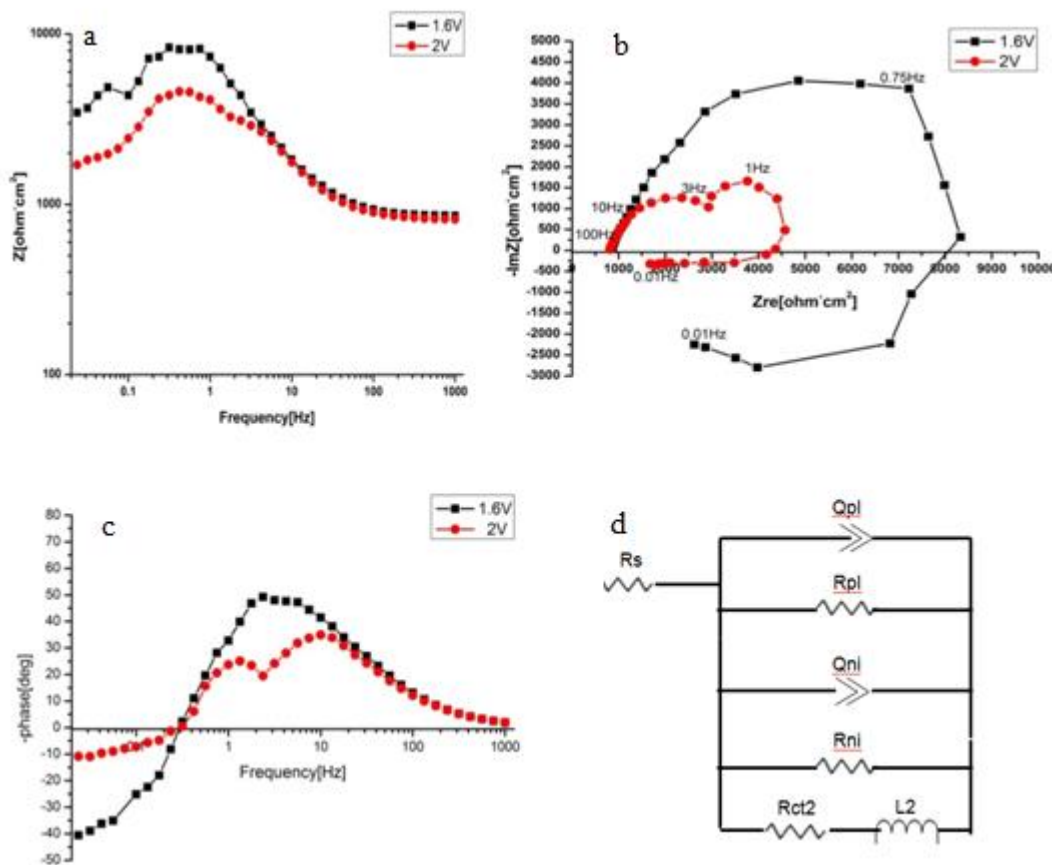 a
1.6V
2V
10000
1000
100
Z[ohm·cm²]
0.1 1 10 100 1000
Frequency[Hz]
b
1.6V
2V
5000
4500
4000
3500
3000
2500
2000
1500
1000
500
0
-500
-1000
-1500
-2000
-2500
-3000
-ImZ[ohm·cm²]
0.75Hz
1Hz
3Hz
10Hz
100Hz
0.01Hz
0.01Hz
0 1000 2000 3000 4000 5000 6000 7000 8000 9000 10000
Zre[ohm·cm²]
c
1.6V
2V
80
70
60
50
40
30
20
10
0
-10
-20
-30
-40
-50
-phase[deg]
1 10 100 1000
Frequency[Hz]
d
Qpl
Rs
Rpl
Qni
Rni
Rct2 L2